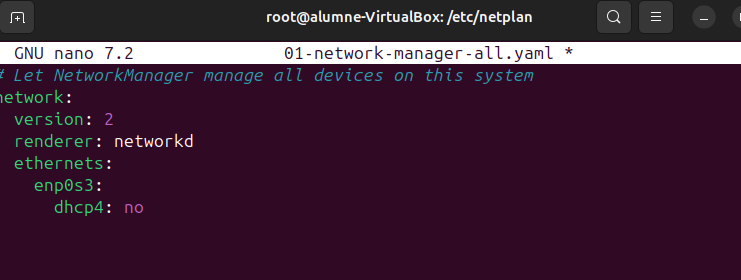 root@alumne-VirtualBox: /etc/netplan
GNU nano 7.2 01-network-manager-all.yaml *
# Let NetworkManager manage all devices on this system
network:
  version: 2
  renderer: networkd
  ethernets:
    enp0s3:
      dhcp4: no